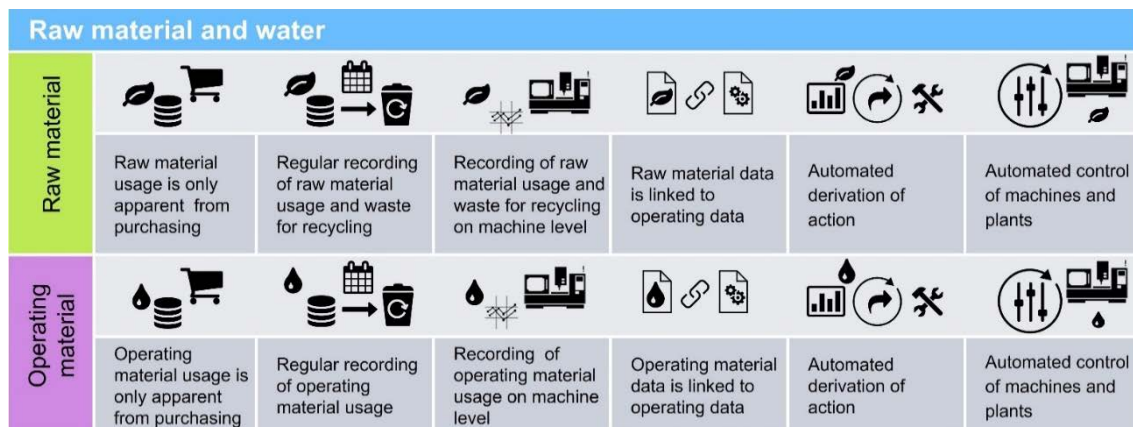 Raw material and water
Raw material
Raw material
usage is only
apparent from
purchasing
Regular recording
of raw material
usage and waste
for recycling
Recording of raw
material usage and
waste for recycling
on machine level
Raw material data
is linked to
operating data
Automated
derivation of
action
Automated control
of machines and
plants
Operating
material
Operating
material usage is
only apparent
from purchasing
Regular recording
of operating
material usage
Recording of
operating material
usage on machine
level
Operating material
data is linked to
operating data
Automated
derivation of
action
Automated control
of machines and
plants